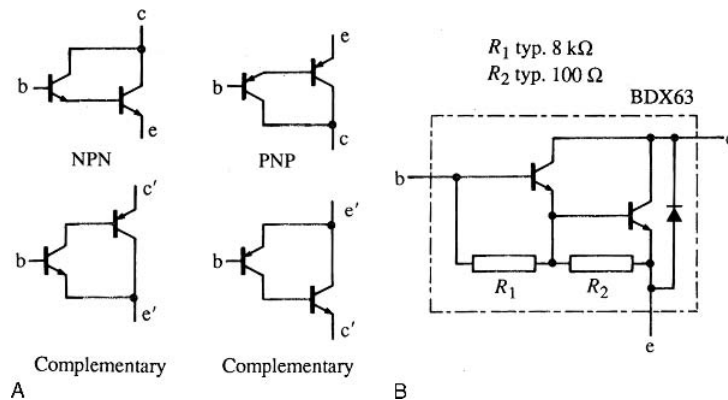 c
b
e
NPN
e
b
c
PNP
c'
b
e'
Complementary
e'
b
c'
Complementary
A
R₁ typ. 8 kΩ
R₂ typ. 100 Ω
BDX63
b
R₁
R₂
e
B